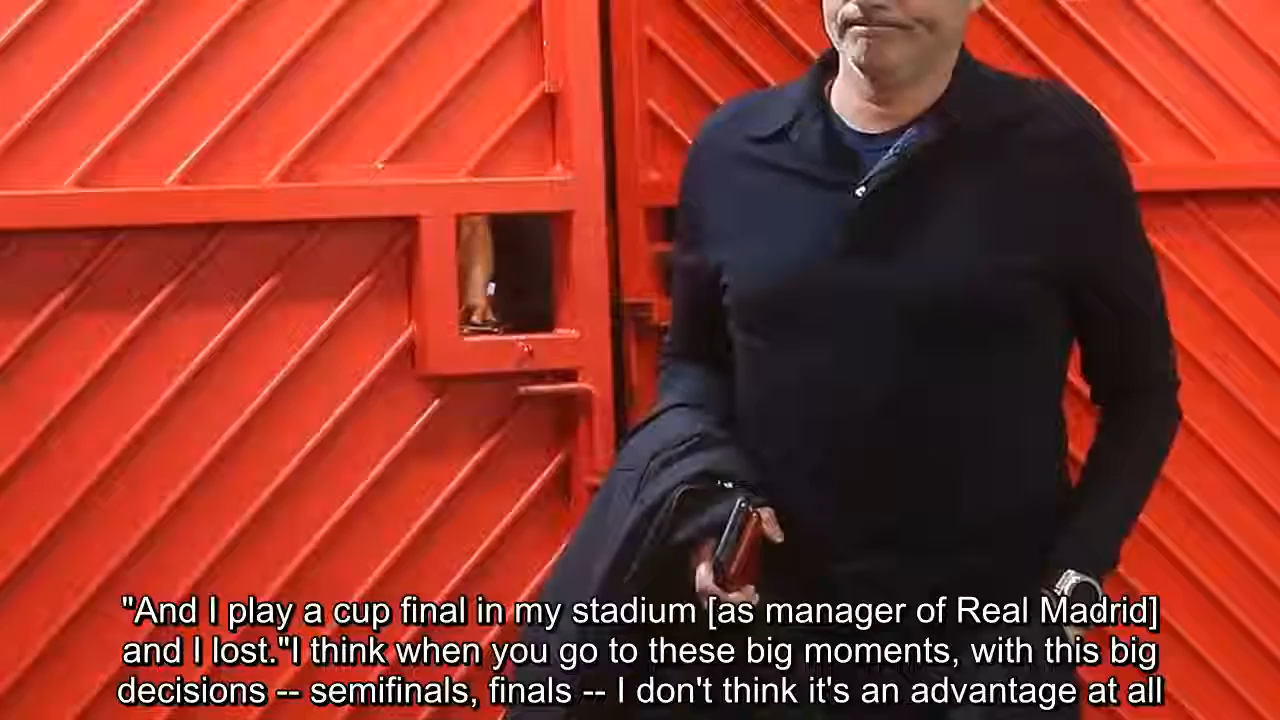 "And I play a cup final in my stadium [as manager of Real Madrid]
and I lost."I think when you go to these big moments, with this big
decisions -- semifinals, finals -- I don't think it's an advantage at all